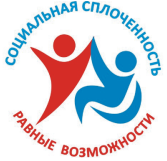 СОЦИАЛЬНАЯ СПЛОЧЕННОСТЬ
РАВНЫЕ ВОЗМОЖНОСТИ